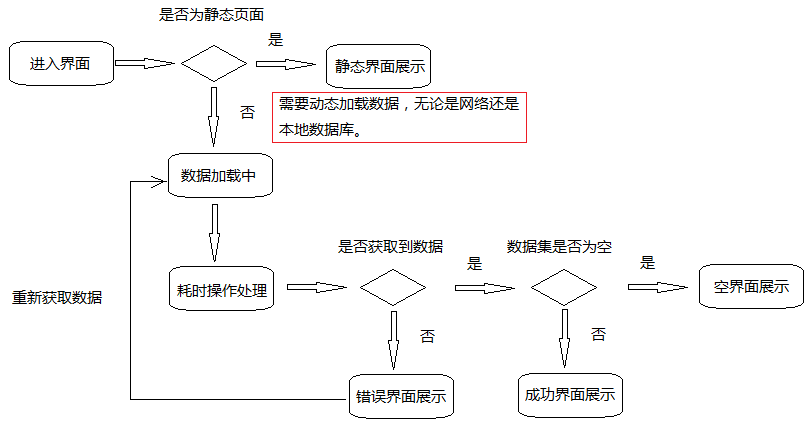 是否为静态页面
是
进入界面
静态界面展示
否
需要动态加载数据，无论是网络还是
本地数据库。
数据加载中
是否获取到数据
数据集是否为空
是
是
重新获取数据
耗时操作处理
空界面展示
否
否
错误界面展示
成功界面展示